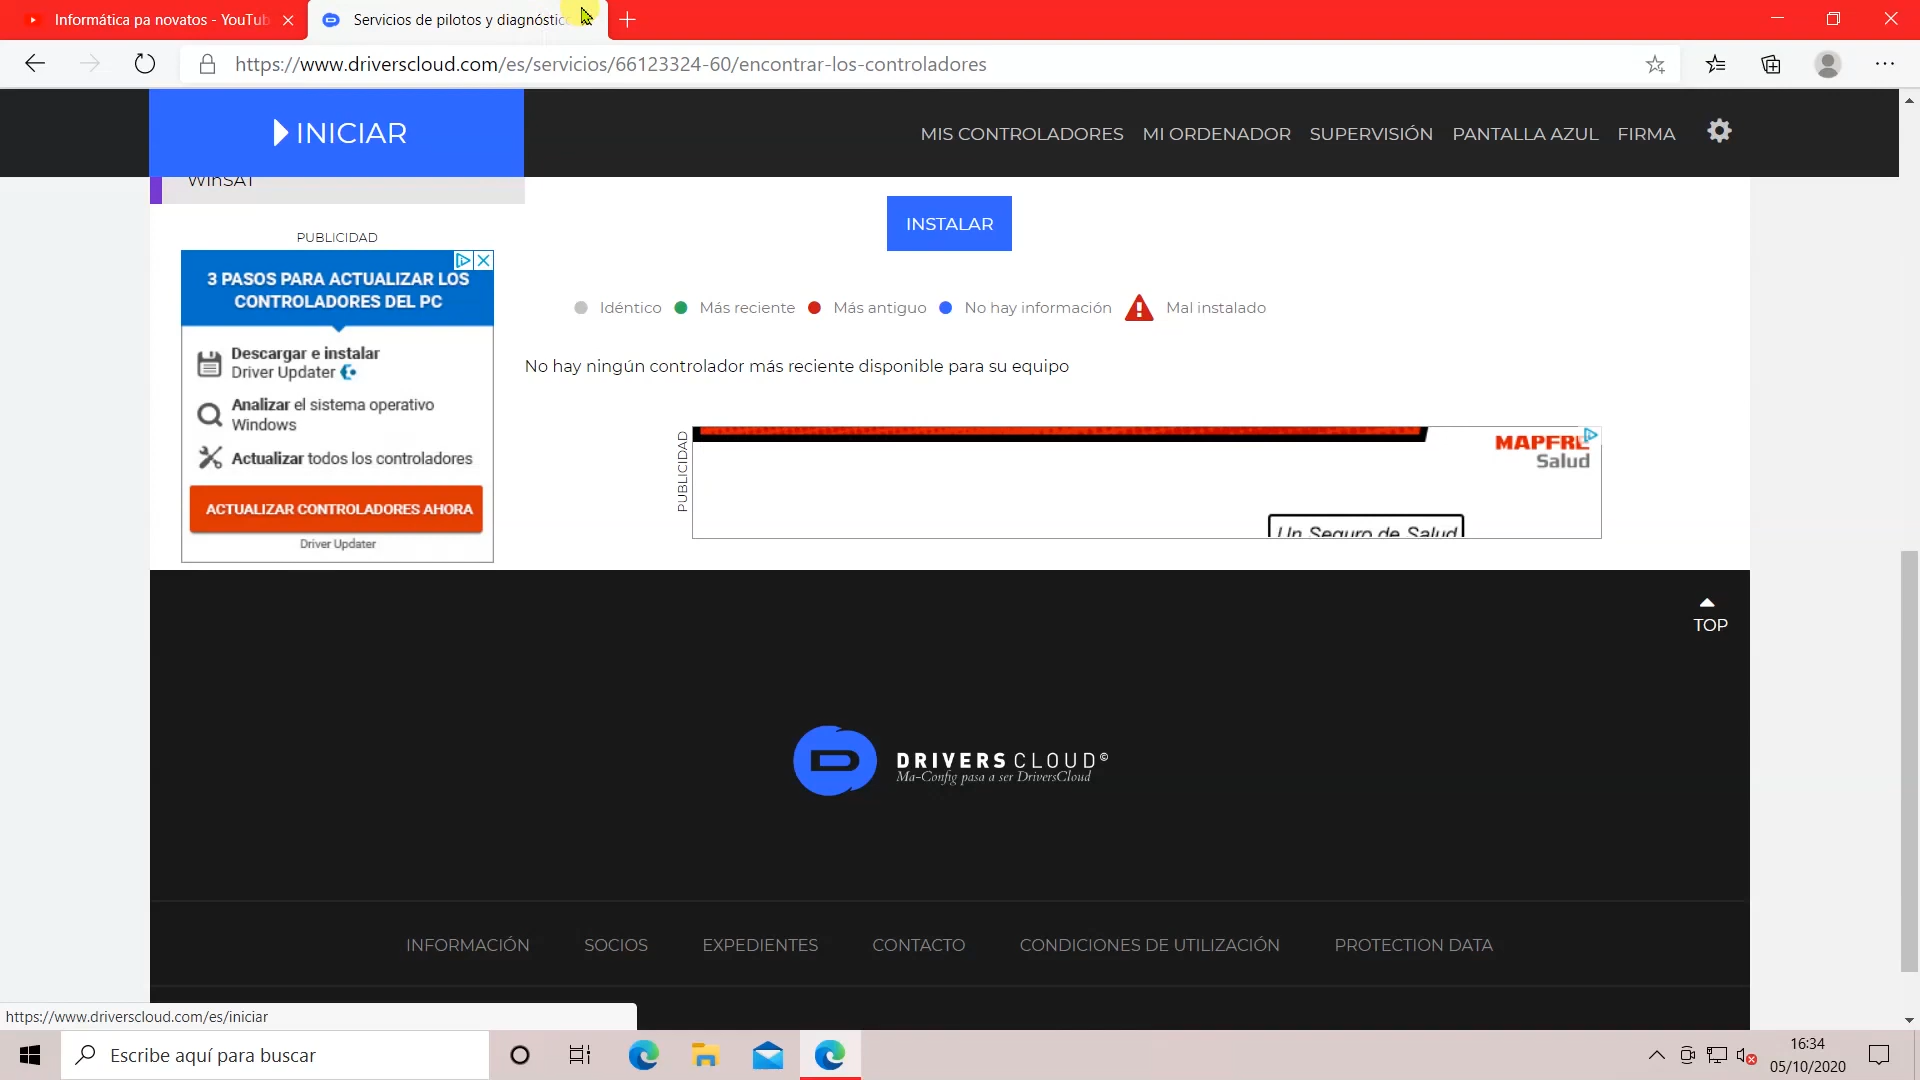 Informática pa novatos - YouTub
Servicios de pilotos y diagnóstic
https://www.driverscloud.com/es/servicios/66123324-60/encontrar-los-controladores
INICIAR
MIS CONTROLADORES
MI ORDENADOR
SUPERVISIÓN
PANTALLA AZUL
FIRMA
WinSAT
INSTALAR
PUBLICIDAD
3 PASOS PARA ACTUALIZAR LOS
CONTROLADORES DEL PC
Descargar e instalar
Driver Updater
Analizar el sistema operativo
Windows
Actualizar todos los controladores
ACTUALIZAR CONTROLADORES AHORA
Driver Updater
Idéntico
Más reciente
Más antiguo
No hay información
Mal instalado
No hay ningún controlador más reciente disponible para su equipo
PUBLICIDAD
MAPFRE
Salud
Un Seguro de Salud
TOP
D
DRIVERS CLOUD©
Ma-Config pasa a ser DriversCloud
INFORMACIÓN
SOCIOS
EXPEDIENTES
CONTACTO
CONDICIONES DE UTILIZACIÓN
PROTECTION DATA
https://www.driverscloud.com/es/iniciar
Escribe aquí para buscar
16:34
05/10/2020